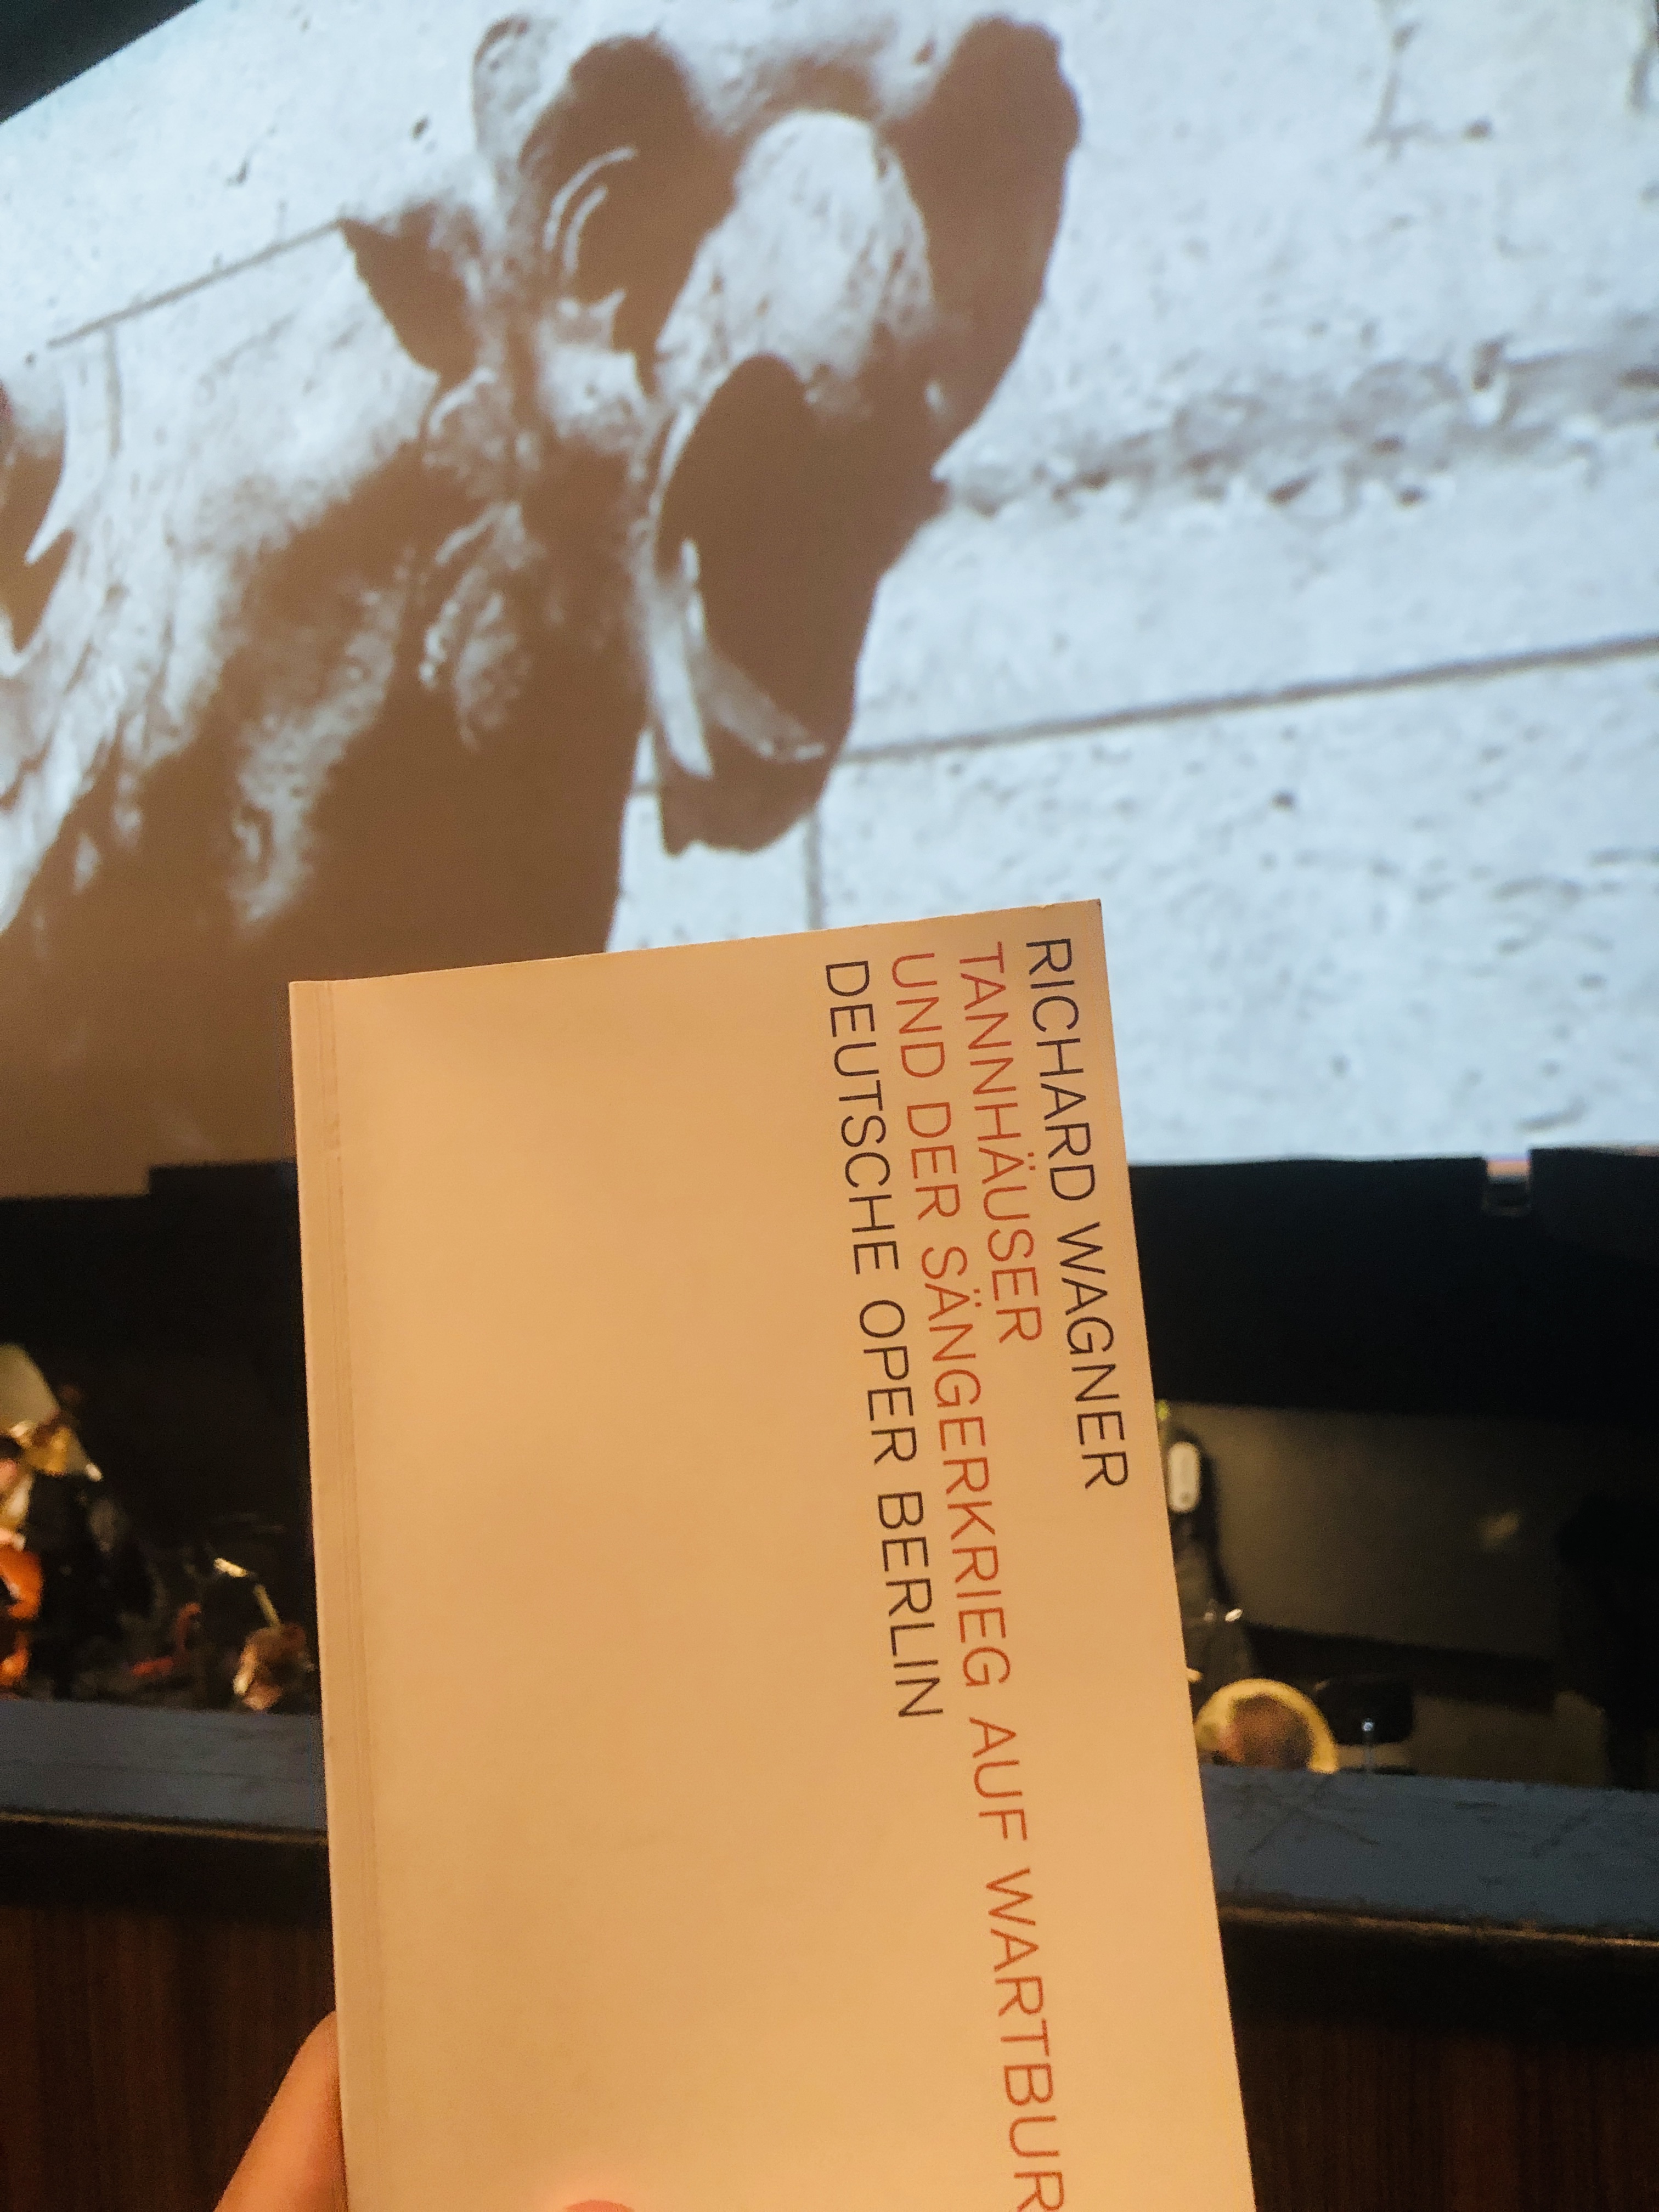 RICHARD WAGNER
TANNHÄUSER
UND DER SÄNGERKRIEG AUF WARTBUR
DEUTSCHE OPER BERLIN